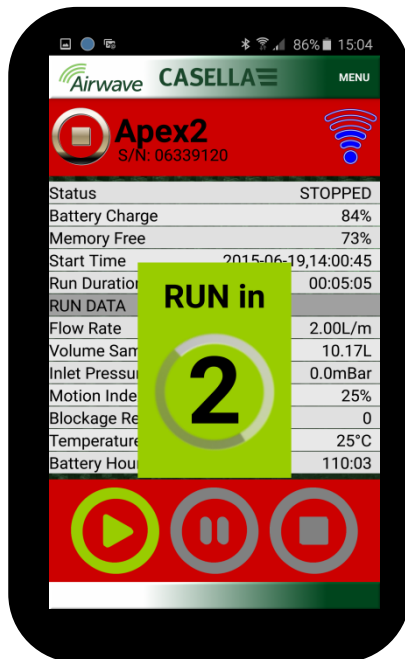 86% 15:04
Airwave CASELLA MENU
Apex2
S/N: 06339120
Status STOPPED
Battery Charge 84%
Memory Free 73%
Start Time 2015-06-19,14:00:45
Run Duration 00:05:05
RUN DATA
RUN in
2
Flow Rate 2.00L/m
Volume Sam 10.17L
Inlet Pressu 0.0mBar
Motion Inde 25%
Blockage Re 0
Temperature 25°C
Battery Hou 110:03